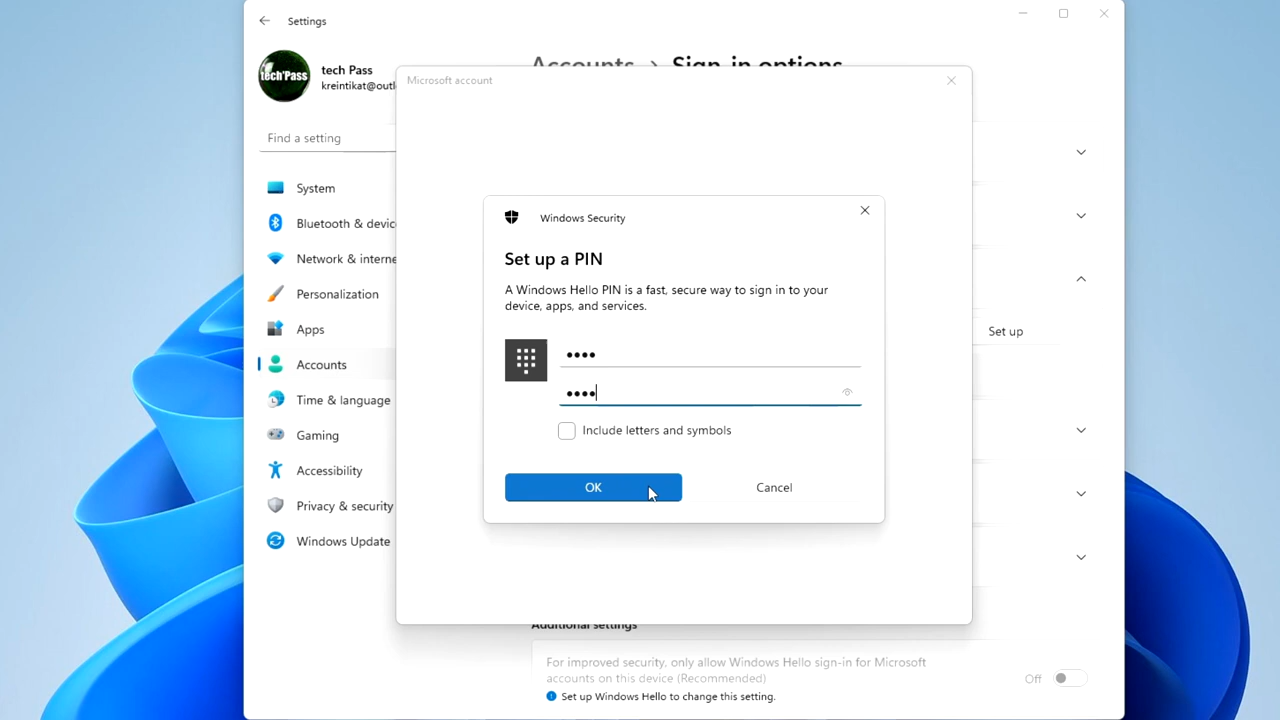 Settings
tech'Pass
tech Pass
kreintikat@outl
Find a setting
System
Bluetooth & device
Network & interne
Personalization
Apps
Accounts
Time & language
Gaming
Accessibility
Privacy & security
Windows Update
Accounts > Sign-in options
Microsoft account
Windows Security
Set up a PIN
A Windows Hello PIN is a fast, secure way to sign in to your
device, apps, and services.
••••
••••
Include letters and symbols
OK
Cancel
Set up
Additional settings
For improved security, only allow Windows Hello sign-in for Microsoft
accounts on this device (Recommended)
Off
Set up Windows Hello to change this setting.